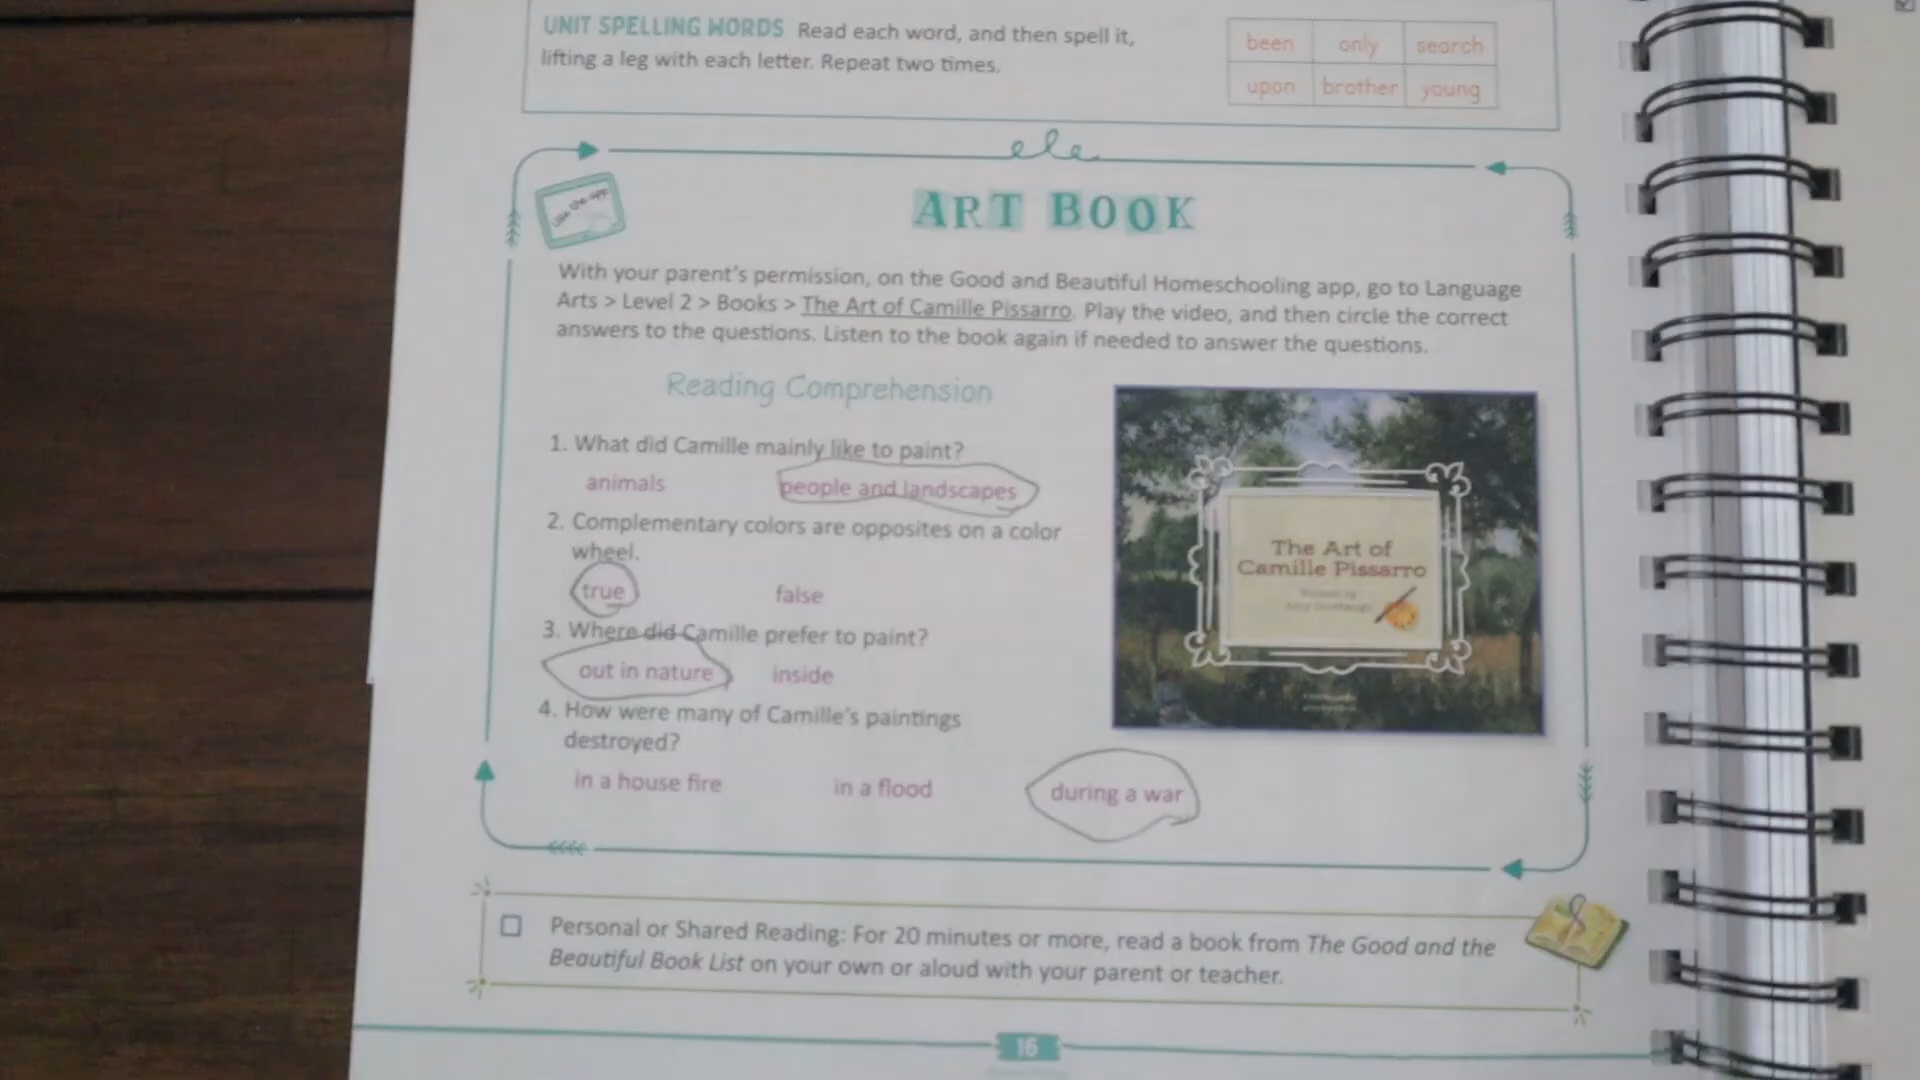 UNIT SPELLING WORDS Read each word, and then spell it,
lifting a leg with each letter. Repeat two times.
been only search
upon brother young
Use the app
ART BOOK
With your parent's permission, on the Good and Beautiful Homeschooling app, go to Language
Arts > Level 2 > Books > The Art of Camille Pissarro. Play the video, and then circle the correct
answers to the questions. Listen to the book again if needed to answer the questions.
Reading Comprehension
1. What did Camille mainly like to paint?
animals people and landscapes
2. Complementary colors are opposites on a color
wheel.
true false
3. Where did Camille prefer to paint?
out in nature inside
4. How were many of Camille's paintings
destroyed?
in a house fire in a flood during a war
The Art of
Camille Pissarro
Personal or Shared Reading: For 20 minutes or more, read a book from The Good and the
Beautiful Book List on your own or aloud with your parent or teacher.
16